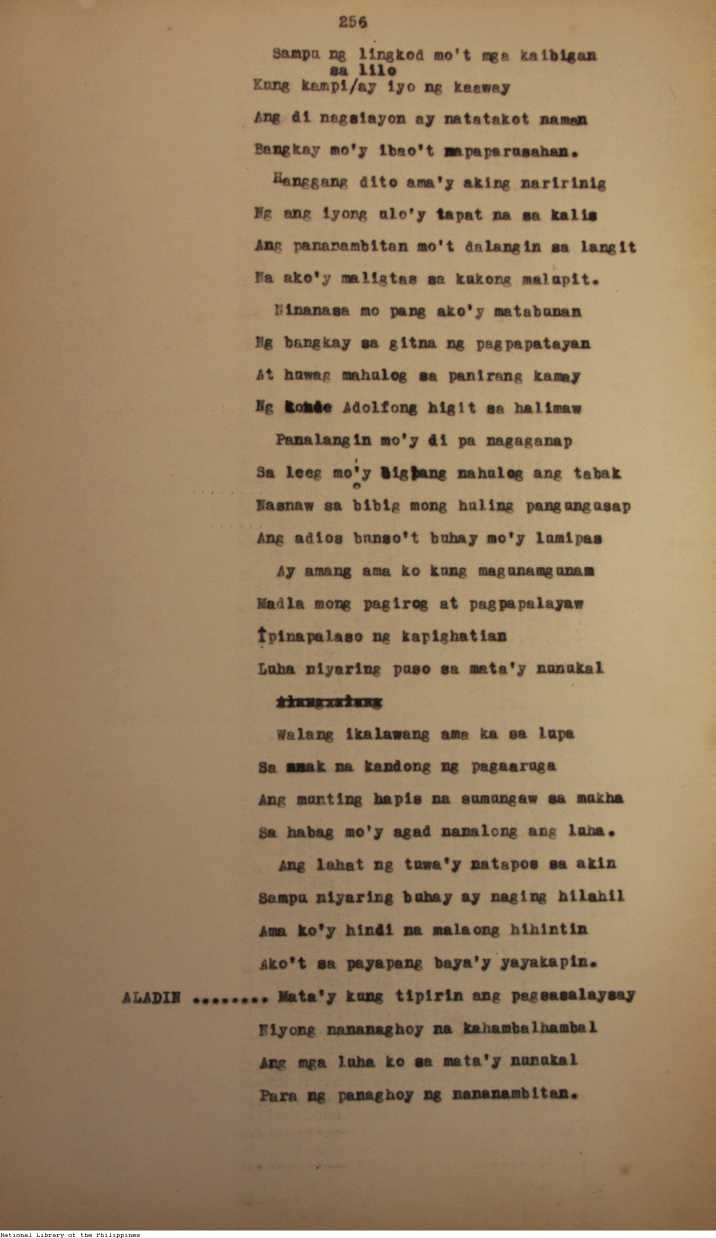 256
Sampu ng lingkod mo't mga kaibigan
sa lilo
Kung kampi/ay iyo ng kaaway
Ang di nagsiayon ay natatakot naman
Bangkay mo'y ibao't mapaparusahan.
Hanggang dito ama'y aking naririnig
Ng ang iyong ulo'y tapat na sa kalis
Ang pananambitan mo't dalangin sa langit
Na ako'y maligtas sa kukong malupit.
Ninanasa mo pang ako'y matabunan
Ng bangkay sa gitna ng pagpapatayan
At huwag mahulog sa panirang kamay
Ng konde Adolfong higit sa halimaw
Panalangin mo'y di pa nagaganap
Sa leeg mo'y nahulog ang tabak
Nasnaw sa bibig mong huling pangungusap
Ang adios bunso't buhay mo'y lumipas
Ay amang ama ko kung magunamgunam
Madla mong pagirog at pagpapalayaw
Ipinapalaso ng kapighatian
Luha niyaring puso sa mata'y nunukal
Walang ikalawang ama ka sa lupa
Sa anak na kandong ng pagaaruga
Ang munting hapis na sumungaw sa mukha
Sa habag mo'y agad nanalong ang luha.
Ang lahat ng tuwa'y natapos sa akin
Sampu niyaring buhay ay naging hilahil
Ama ko'y hindi na malaong hihintin
Ako't sa payapang baya'y yayakapin.
ALADIN ........ Mata'y kung tipirin ang pagsasalaysay
Niyong nananaghoy na kahambalhambal
Ang mga luha ko sa mata'y nunukal
Para ng panaghoy ng nananambitan.
National Library of the Philippines